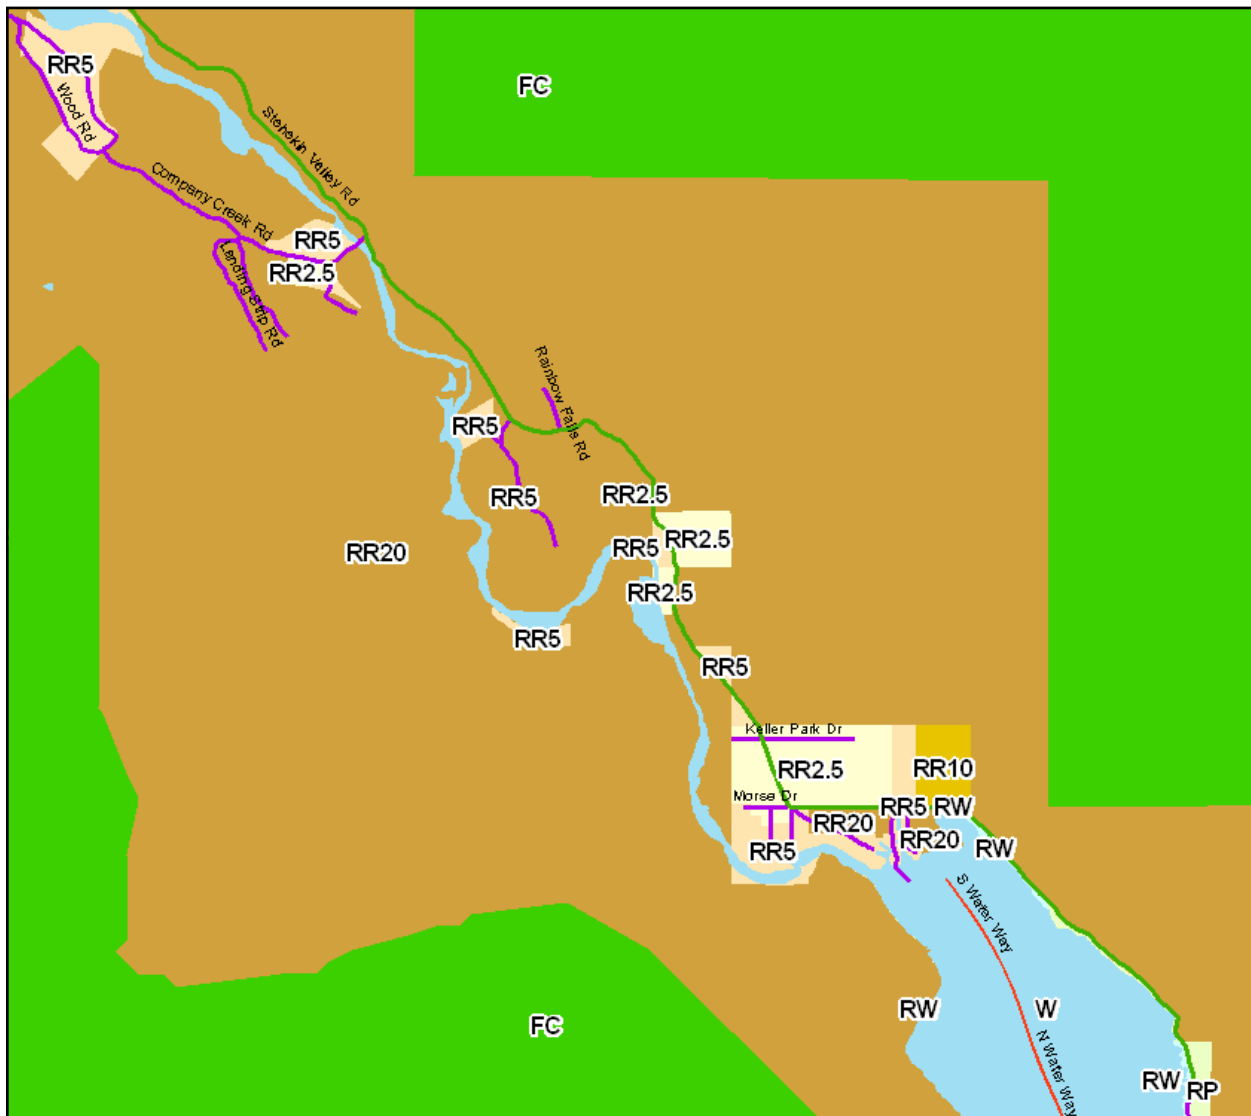 RR5
FC
Wood Rd
Stehekin Valley Rd
Company Creek Rd
RR5
RR2.5
Landing Strip Rd
Rainbow Falls Rd
RR5
RR5
RR2.5
RR2.5
RR5
RR20
RR2.5
RR5
RR5
Keller Park Dr
RR2.5
RR10
Morse Dr
RR5
RW
RR20
RR20
RW
RR5
S Water Way
RW
W
FC
N Water Way
RW
RP